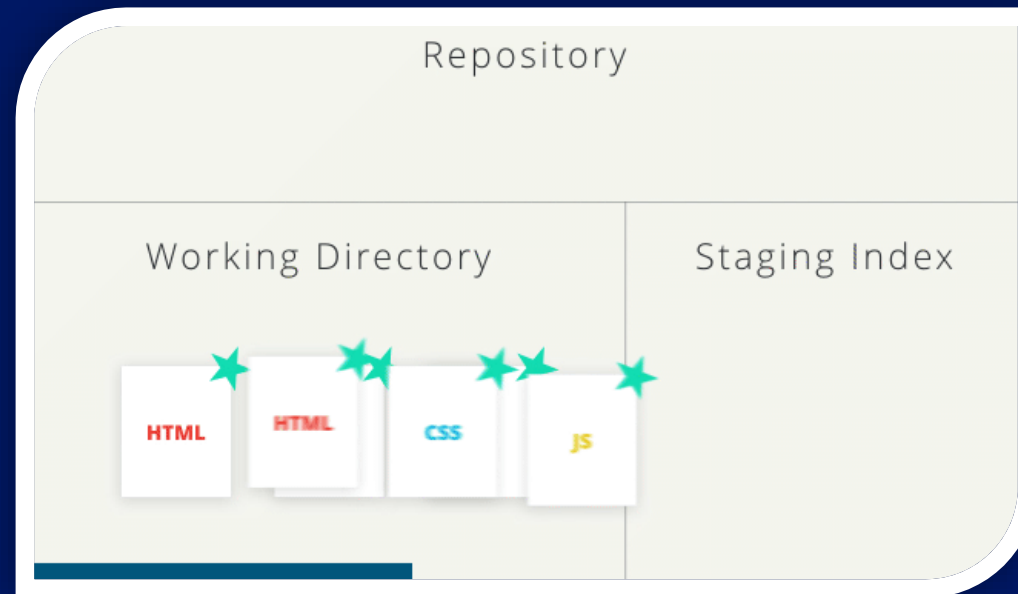 Repository
Working Directory
Staging Index
HTML
HTML
CSS
JS